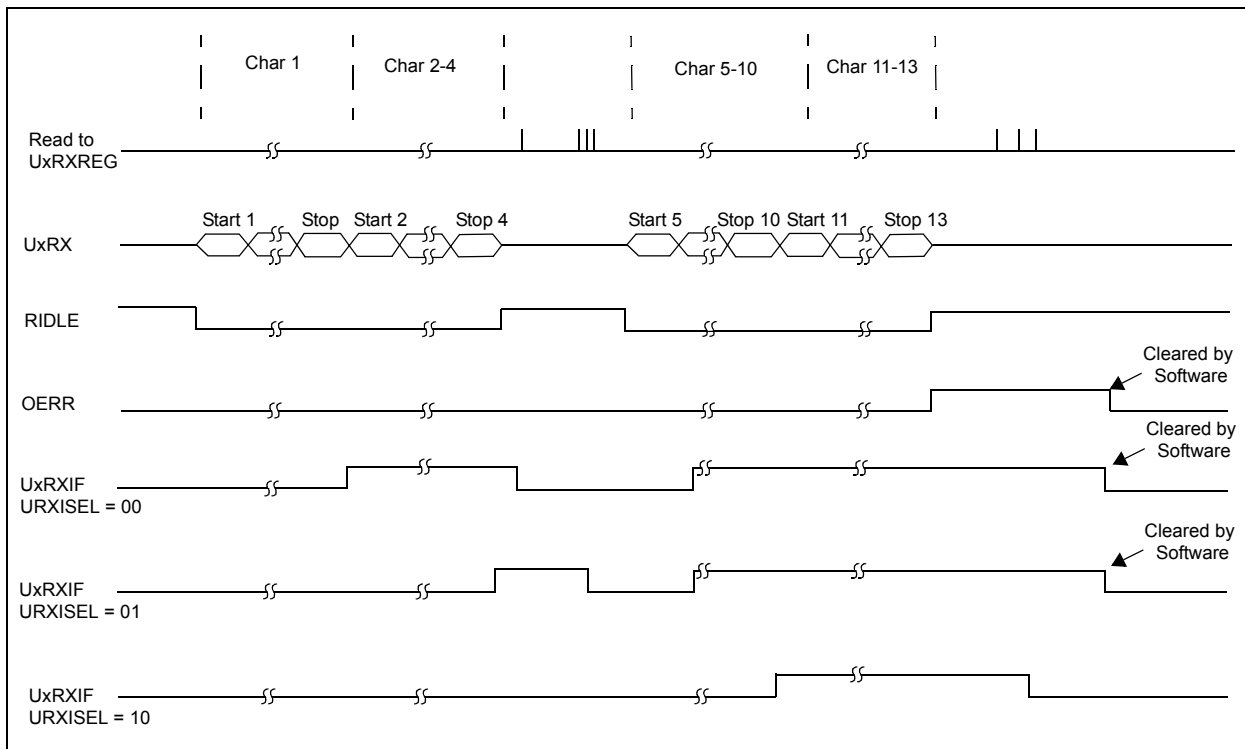 Char 1
Char 2-4
Char 5-10
Char 11-13
Read to
UxRXREG
Start 1
Stop
Start 2
Stop 4
Start 5
Stop 10
Start 11
Stop 13
UxRX
RIDLE
Cleared by
Software
OERR
Cleared by
Software
UxRXIF
URXISEL = 00
Cleared by
Software
UxRXIF
URXISEL = 01
UxRXIF
URXISEL = 10